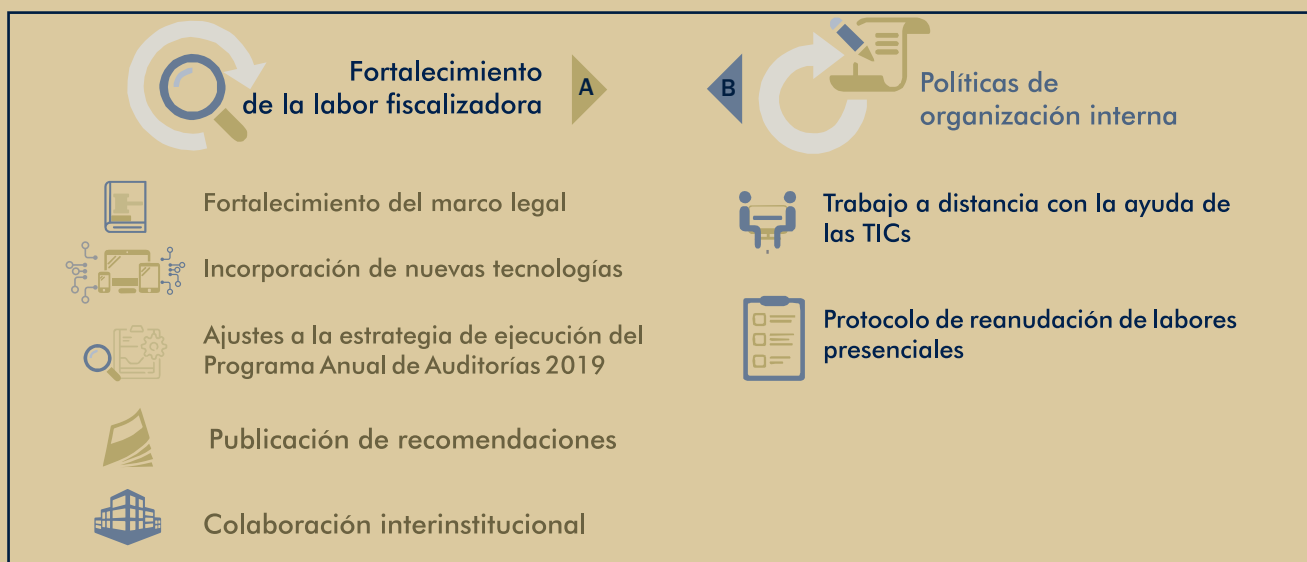 Fortalecimiento
de la labor fiscalizadora
A
Fortalecimiento del marco legal
Incorporación de nuevas tecnologías
Ajustes a la estrategia de ejecución del
Programa Anual de Auditorías 2019
Publicación de recomendaciones
Colaboración interinstitucional
B
Políticas de
organización interna
Trabajo a distancia con la ayuda de
las TICs
Protocolo de reanudación de labores
presenciales